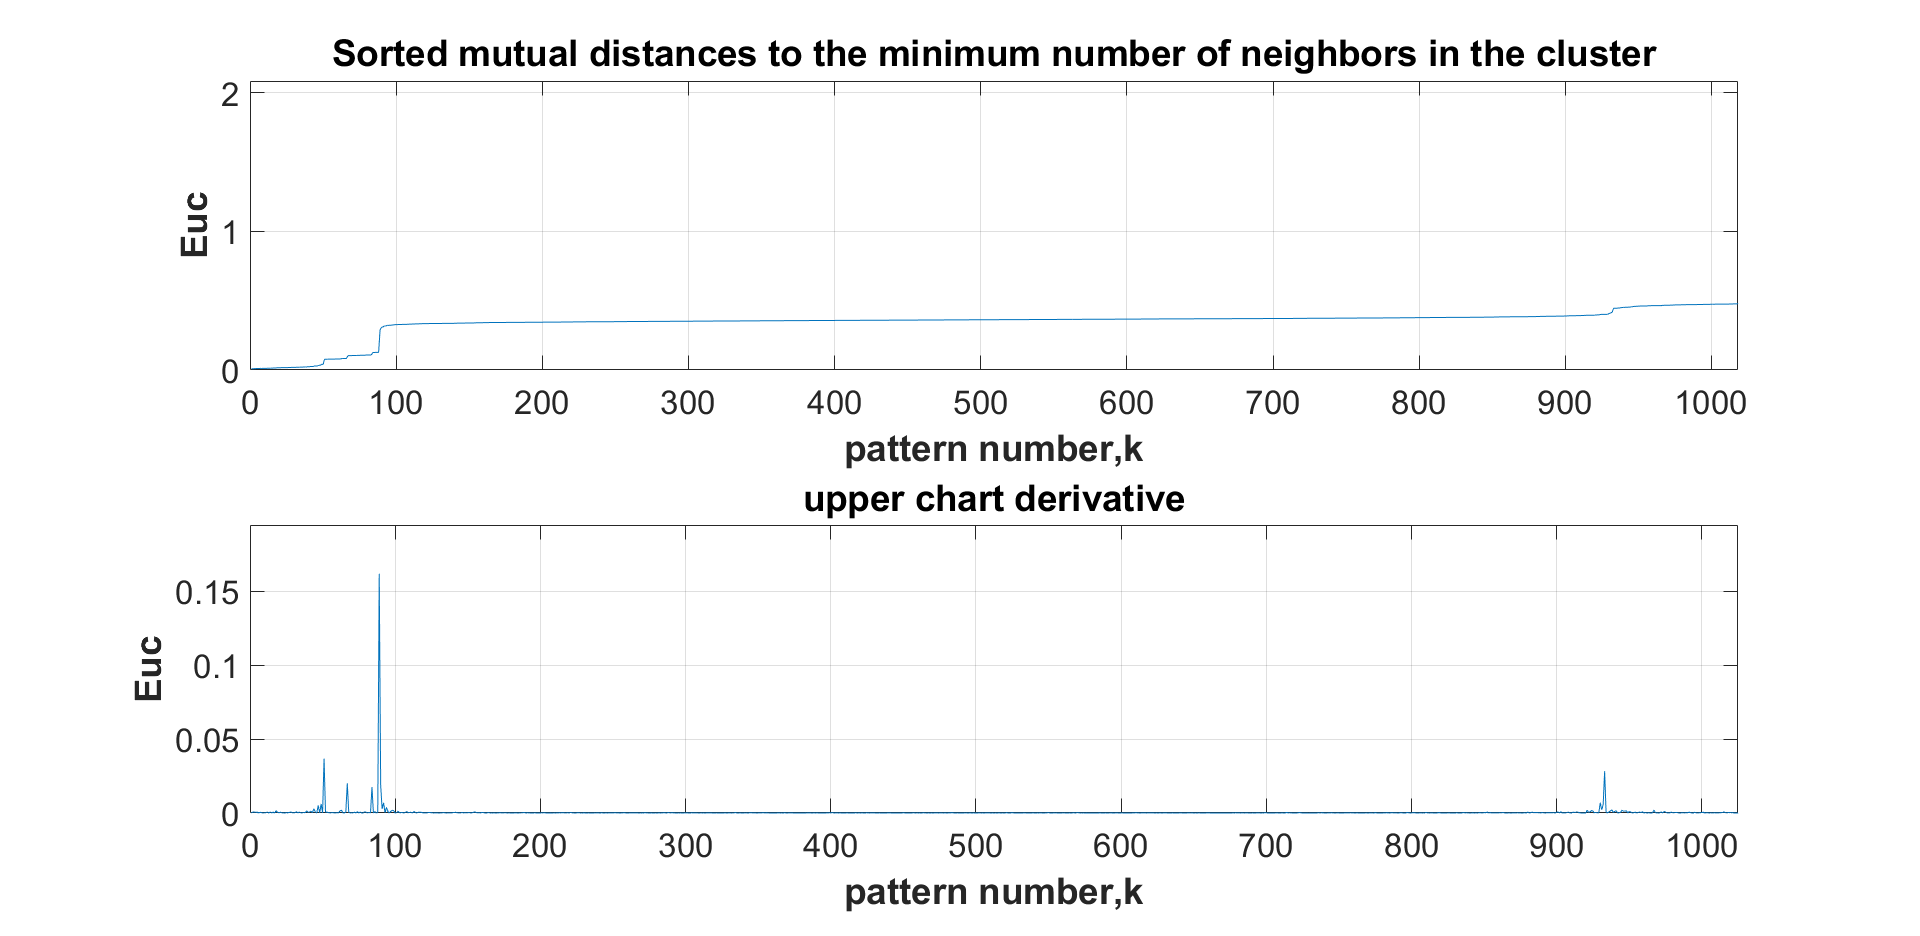 Sorted mutual distances to the minimum number of neighbors in the cluster
2
1
0
Euc
0 100 200 300 400 500 600 700 800 900 1000
pattern number,k
upper chart derivative
0.15
0.1
0.05
0
Euc
0 100 200 300 400 500 600 700 800 900 1000
pattern number,k